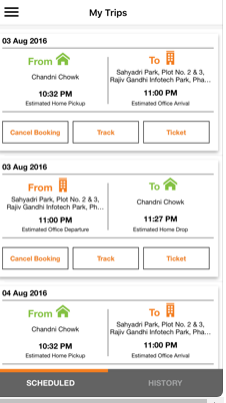 My Trips
03 Aug 2016
From To
Chandni Chowk
Sahyadri Park, Plot No. 2 & 3,
Rajiv Gandhi Infotech Park, Pha...
10:32 PM 11:00 PM
Estimated Home Pickup Estimated Office Arrival
Cancel Booking Track Ticket
03 Aug 2016
From To
Sahyadri Park, Plot No. 2 & 3,
Rajiv Gandhi Infotech Park, Ph...
Chandni Chowk
11:00 PM 11:27 PM
Estimated Office Departure Estimated Home Drop
Cancel Booking Track Ticket
04 Aug 2016
From To
Chandni Chowk
Sahyadri Park, Plot No. 2 & 3,
Rajiv Gandhi Infotech Park, Pha...
10:32 PM 11:00 PM
Estimated Home Pickup Estimated Office Arrival
SCHEDULED HISTORY